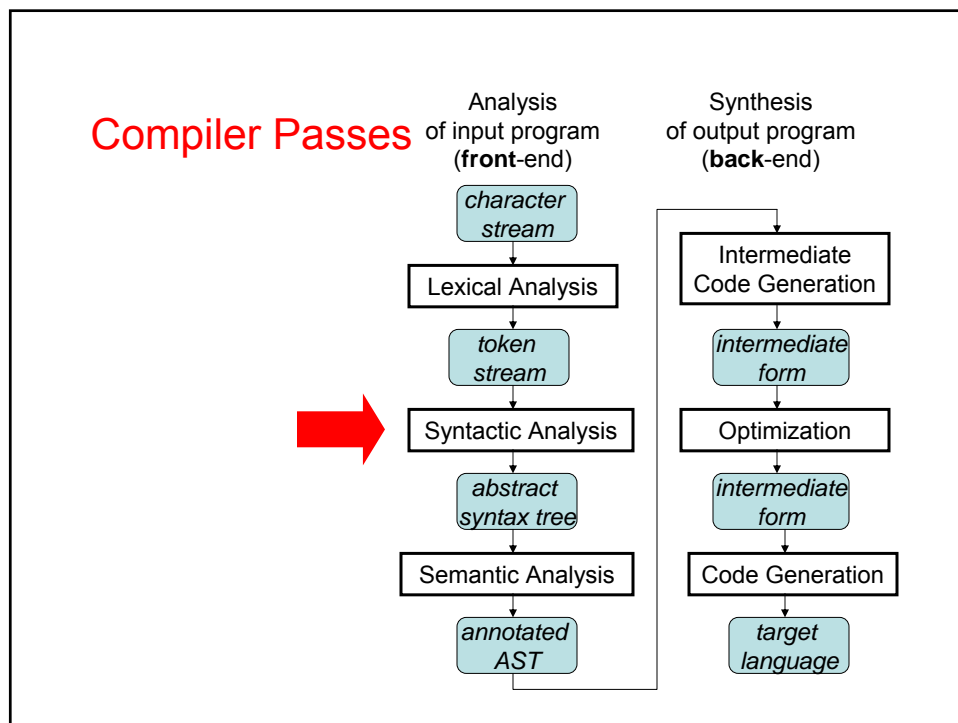 Compiler Passes
Analysis
of input program
(front-end)
character
stream
Lexical Analysis
token
stream
Syntactic Analysis
abstract
syntax tree
Semantic Analysis
annotated
AST
Synthesis
of output program
(back-end)
Intermediate
Code Generation
intermediate
form
Optimization
intermediate
form
Code Generation
target
language